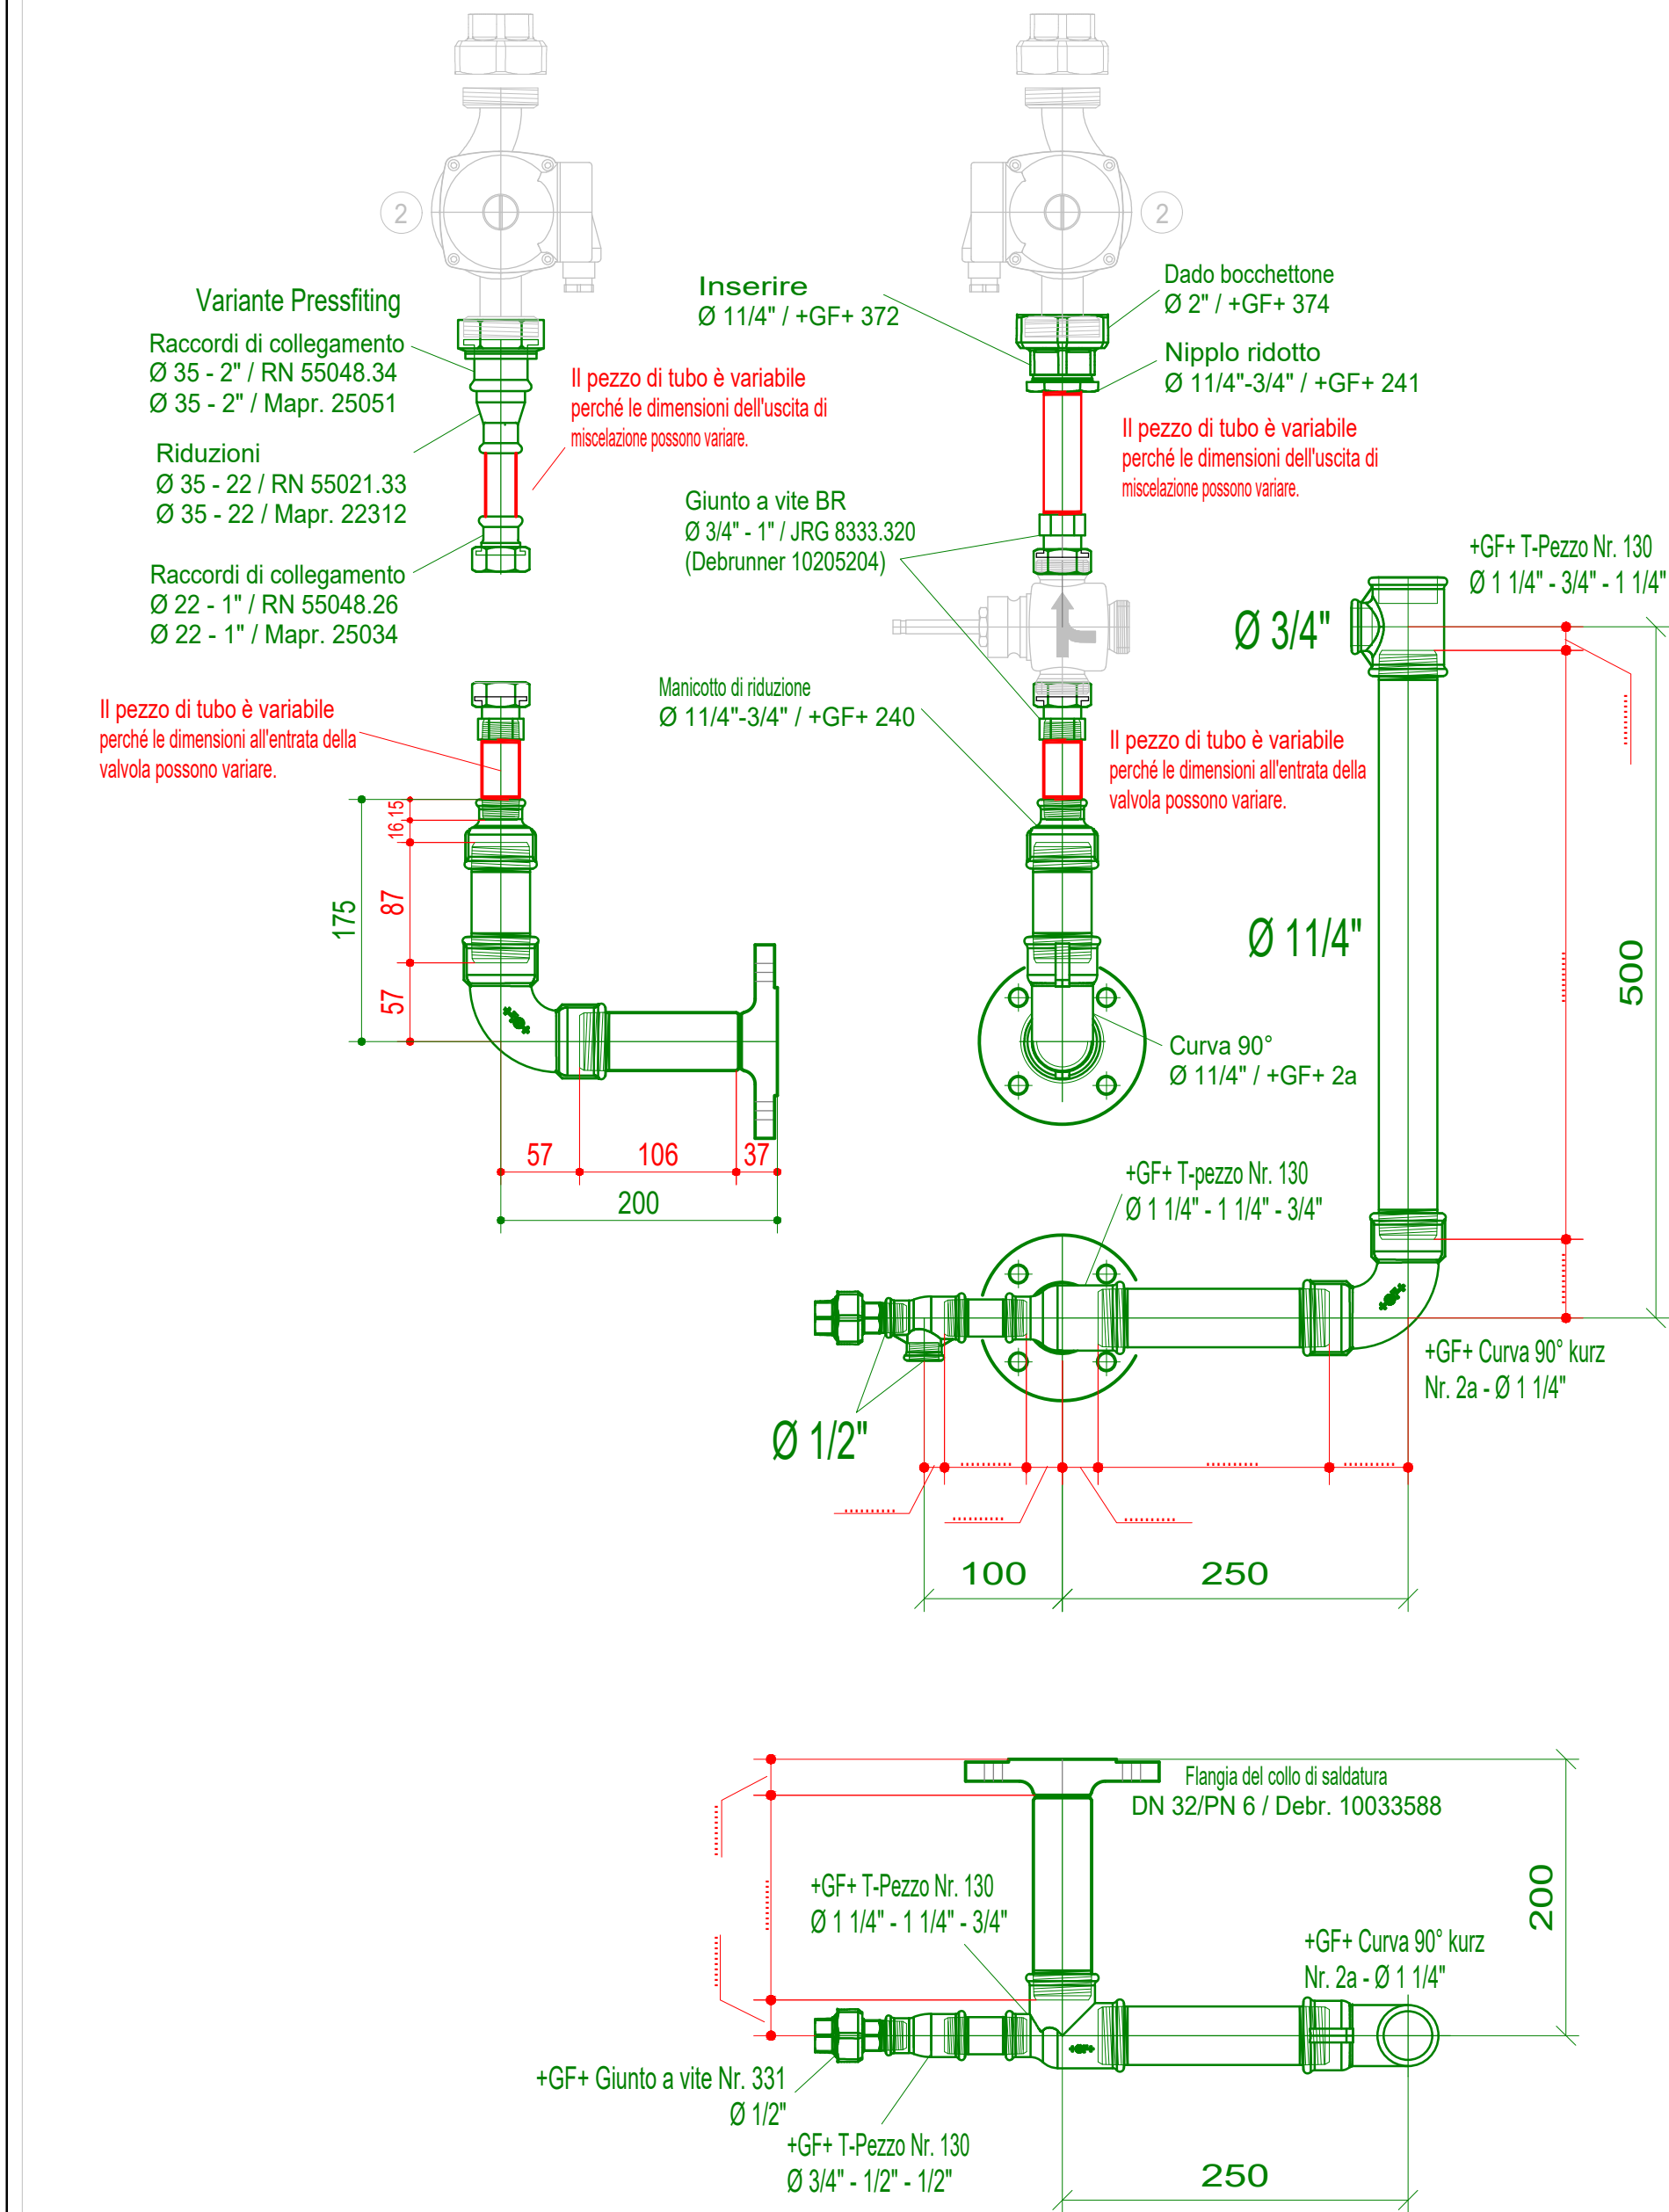 2
2
Variante Pressfiting
Raccordi di collegamento
Ø 35 - 2" / RN 55048.34
Ø 35 - 2" / Mapr. 25051
Riduzioni
Ø 35 - 22 / RN 55021.33
Ø 35 - 22 / Mapr. 22312
Raccordi di collegamento
Ø 22 - 1" / RN 55048.26
Ø 22 - 1" / Mapr. 25034
Il pezzo di tubo è variabile
perché le dimensioni dell'uscita di
miscelazione possono variare.
Inserire
Ø 11/4" / +GF+ 372
Dado bocchettone
Ø 2" / +GF+ 374
Nipplo ridotto
Ø 11/4"-3/4" / +GF+ 241
Il pezzo di tubo è variabile
perché le dimensioni dell'uscita di
miscelazione possono variare.
Giunto a vite BR
Ø 3/4" - 1" / JRG 8333.320
(Debrunner 10205204)
+GF+ T-Pezzo Nr. 130
Ø 1 1/4" - 3/4" - 1 1/4"
Ø 3/4"
Manicotto di riduzione
Ø 11/4"-3/4" / +GF+ 240
Il pezzo di tubo è variabile
perché le dimensioni all'entrata della
valvola possono variare.
Il pezzo di tubo è variabile
perché le dimensioni all'entrata della
valvola possono variare.
15
16
87
57
175
Ø 11/4"
500
Curva 90°
Ø 11/4" / +GF+ 2a
57
106
37
200
+GF+ T-pezzo Nr. 130
Ø 1 1/4" - 1 1/4" - 3/4"
+GF+ Curva 90° kurz
Nr. 2a - Ø 1 1/4"
Ø 1/2"
..........
..........
..........
..........
..........
..........
..........
..........
..........
100
250
Flangia del collo di saldatura
DN 32/PN 6 / Debr. 10033588
..........
..........
..........
200
+GF+ T-Pezzo Nr. 130
Ø 1 1/4" - 1 1/4" - 3/4"
+GF+ Curva 90° kurz
Nr. 2a - Ø 1 1/4"
+GF+
+GF+ Giunto a vite Nr. 331
Ø 1/2"
+GF+ T-Pezzo Nr. 130
Ø 3/4" - 1/2" - 1/2"
250